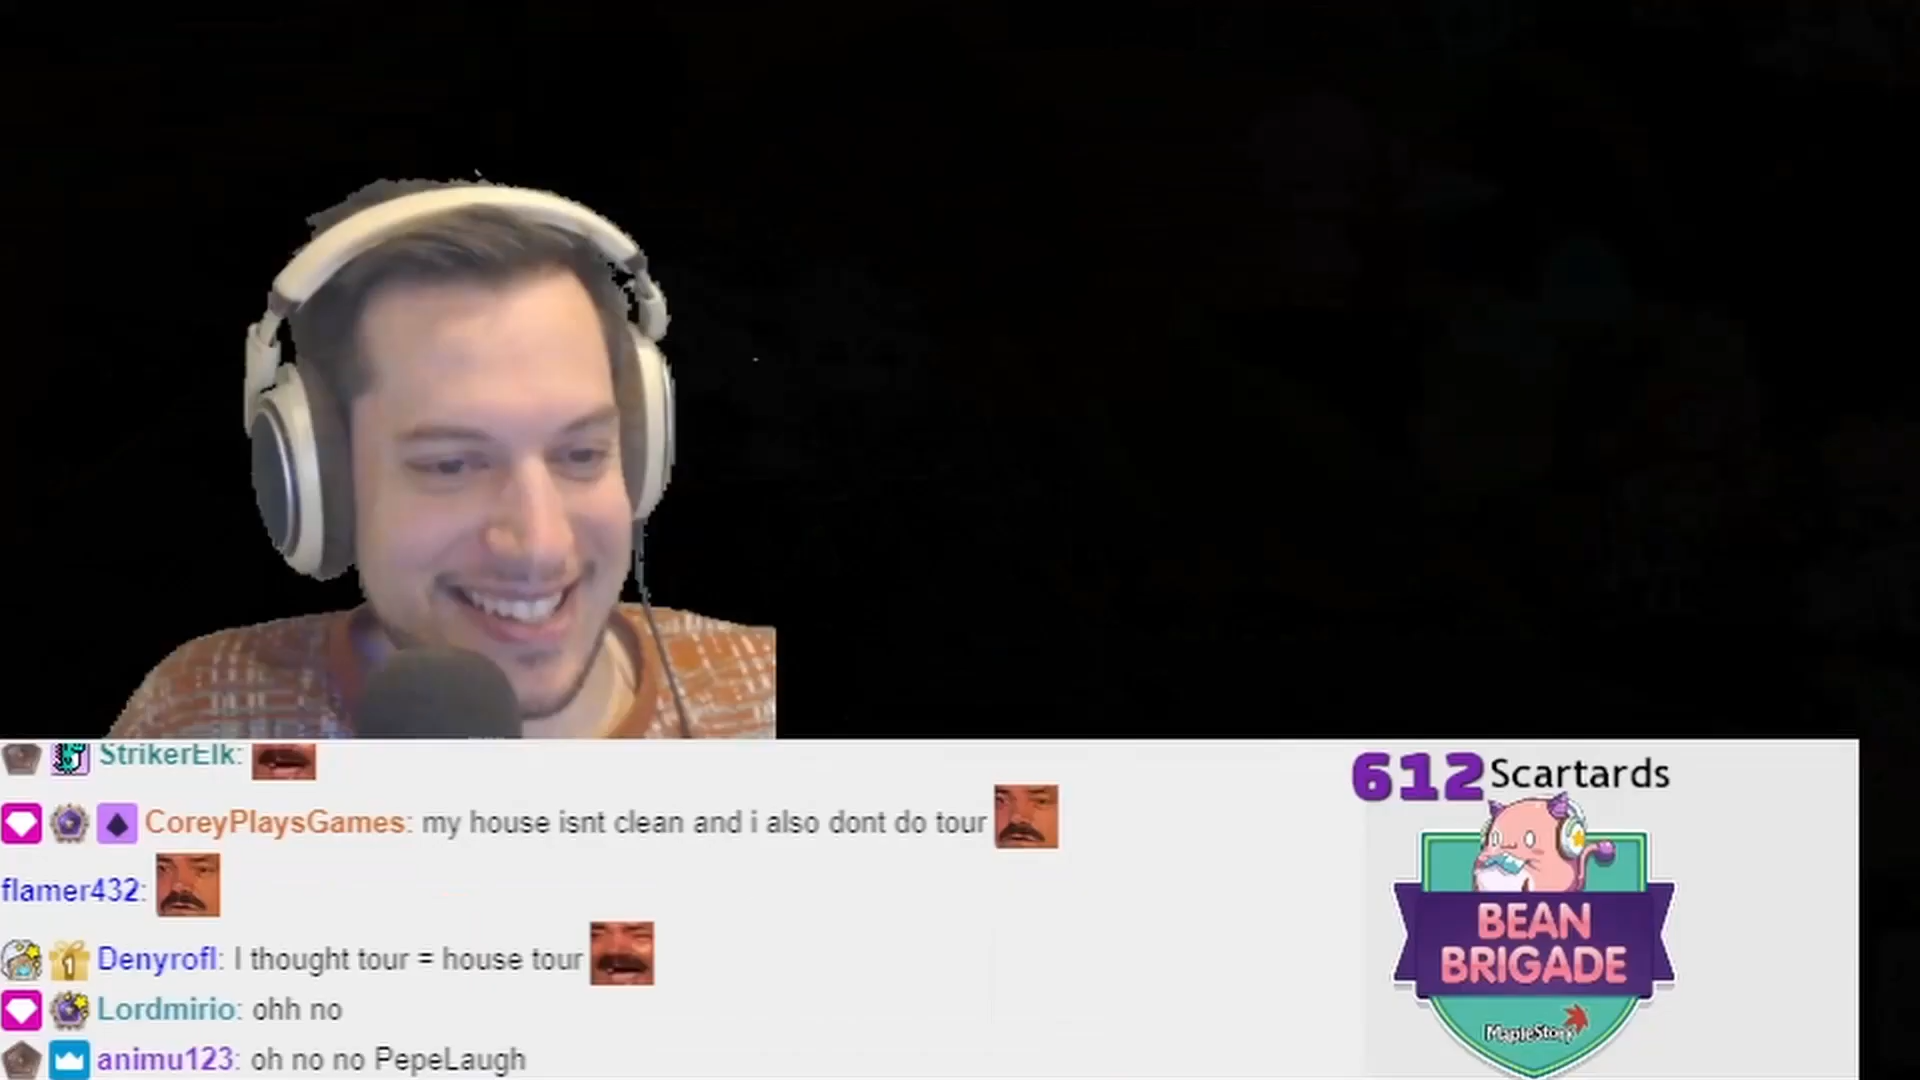 StrikerElk:
CoreyPlaysGames: my house isnt clean and i also dont do tour
flamer432:
1 Denyrofl: I thought tour = house tour
Lordmirio: ohh no
animu123: oh no no PepeLaugh
612 Scartards
BEAN
BRIGADE
MapleStory